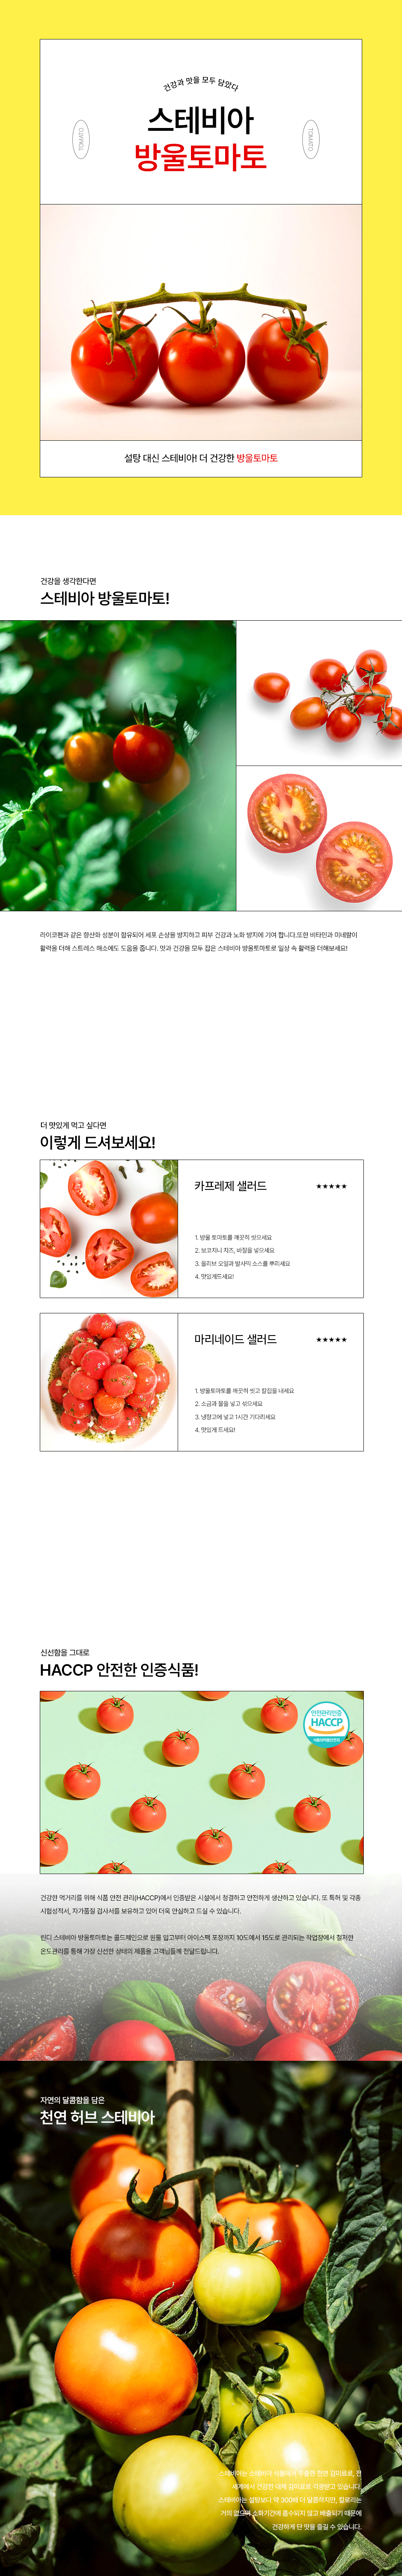 건강과 맛을 모두 담았다
스테비아
방울토마토
TOMATO
TOMATO
설탕 대신 스테비아! 더 건강한 방울토마토
건강을 생각한다면
스테비아 방울토마토!
라이코펜과 같은 항산화 성분이 함유되어 세포 손상을 방지하고 피부 건강과 노화 방지에 기여 합니다.또한 비타민과 미네랄이
활력을 더해 스트레스 해소에도 도움을 줍니다. 맛과 건강을 모두 잡은 스테비아 방울토마토로 일상 속 활력을 더해보세요!
더 맛있게 먹고 싶다면
이렇게 드셔보세요!
카프레제 샐러드
★★★★★
1. 방울 토마토를 깨끗히 씻으세요
2. 보코치니 치즈, 바질을 넣으세요
3. 올리브 오일과 발사믹 소스를 뿌리세요
4. 맛있게드세요!
마리네이드 샐러드
★★★★★
1. 방울토마토를 깨끗히 씻고 칼집을 내세요
2. 소금과 물을 넣고 섞으세요
3. 냉장고에 넣고 1시간 기다리세요
4. 맛있게 드세요!
신선함을 그대로
HACCP 안전한 인증식품!
안전관리인증
HACCP
식품의약품안전처
건강한 먹거리를 위해 식품 안전 관리(HACCP)에서 인증받은 시설에서 청결하고 안전하게 생산하고 있습니다. 또 특허 및 각종
시험성적서, 자가품질 검사서를 보유하고 있어 더욱 안심하고 드실 수 있습니다.
린디 스테비아 방울토마토는 콜드체인으로 원물 입고부터 아이스팩 포장까지 10도에서 15도로 관리되는 작업장에서 철저한
온도관리를 통해 가장 신선한 상태의 제품을 고객님들께 전달드립니다.
자연의 달콤함을 담은
천연 허브 스테비아
스테비아는 스테비아 식물에서 추출한 천연 감미료로, 전
세계에서 건강한 대체 감미료로 각광받고 있습니다.
스테비아는 설탕보다 약 300배 더 달콤하지만, 칼로리는
거의 없으며 소화기간에 흡수되지 않고 배출되기 때문에
건강하게 단 맛을 즐길 수 있습니다.